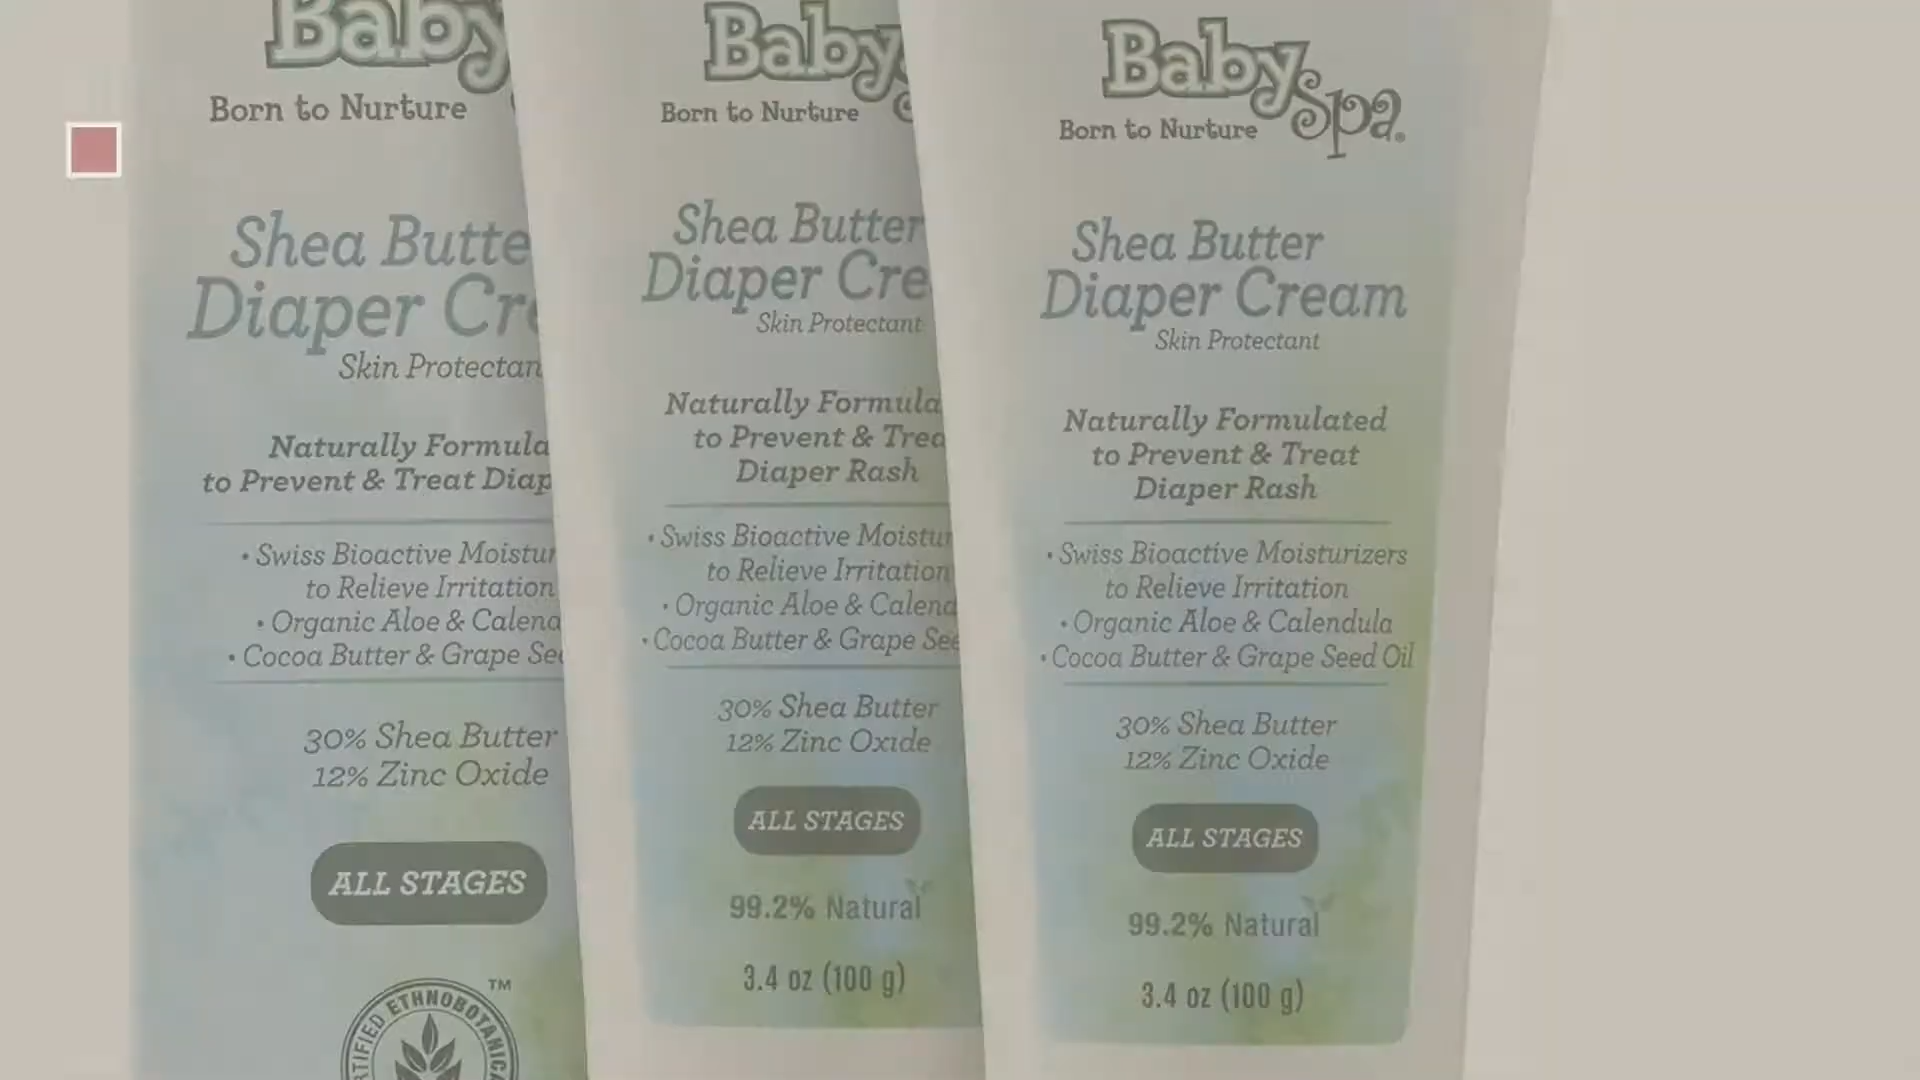 Baby
Born to Nurture
Shea Butte
Diaper Cr
Skin Protectan
Naturally Formula
to Prevent & Treat Diap
• Swiss Bioactive Moistur
to Relieve Irritation
• Organic Aloe & Calend
• Cocoa Butter & Grape See
30% Shea Butter
12% Zinc Oxide
ALL STAGES
TM
ETHNOBOTANICA
Baby
Born to Nurture
Shea Butter
Diaper Cre
Skin Protectant
Naturally Formula
to Prevent & Trea
Diaper Rash
• Swiss Bioactive Moistur
to Relieve Irritation
• Organic Aloe & Calend
• Cocoa Butter & Grape See
30% Shea Butter
12% Zinc Oxide
ALL STAGES
99.2% Natural
3.4 oz (100 g)
Baby
Spa®
Born to Nurture
Shea Butter
Diaper Cream
Skin Protectant
Naturally Formulated
to Prevent & Treat
Diaper Rash
• Swiss Bioactive Moisturizers
to Relieve Irritation
• Organic Aloe & Calendula
• Cocoa Butter & Grape Seed Oil
30% Shea Butter
12% Zinc Oxide
ALL STAGES
99.2% Natural
3.4 oz (100 g)